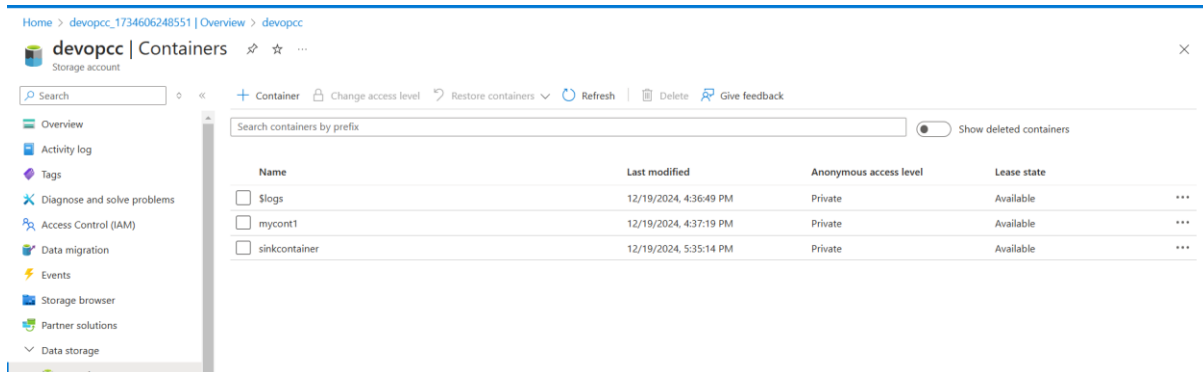 Home > devopcc_1734606248551 | Overview > devopcc
devopcc | Containers
Storage account
Search
Container Change access level Restore containers Refresh Delete Give feedback
Overview
Activity log
Tags
Diagnose and solve problems
Access Control (IAM)
Data migration
Events
Storage browser
Partner solutions
Data storage
Search containers by prefix
Show deleted containers
Name Last modified Anonymous access level Lease state
$logs 12/19/2024, 4:36:49 PM Private Available
mycont1 12/19/2024, 4:37:19 PM Private Available
sinkcontainer 12/19/2024, 5:35:14 PM Private Available